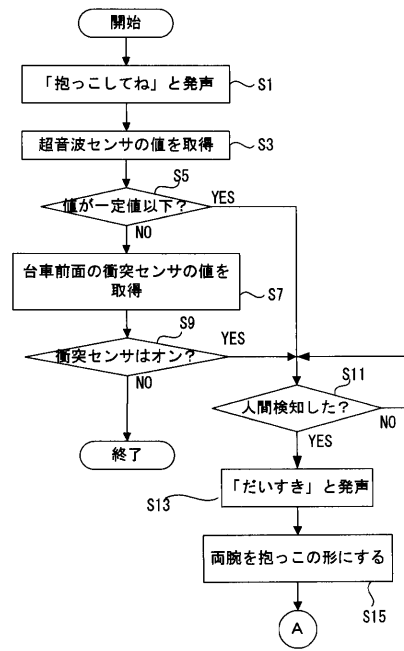 開始
「抱っこしてね」と発声
S1
超音波センサの値を取得
S3
S5
値が一定値以下?
YES
NO
台車前面の衝突センサの値を
取得
S7
S9
衝突センサはオン?
YES
NO
S11
人間検知した?
NO
YES
終了
「だいすき」と発声
S13
両腕を抱っこの形にする
S15
A